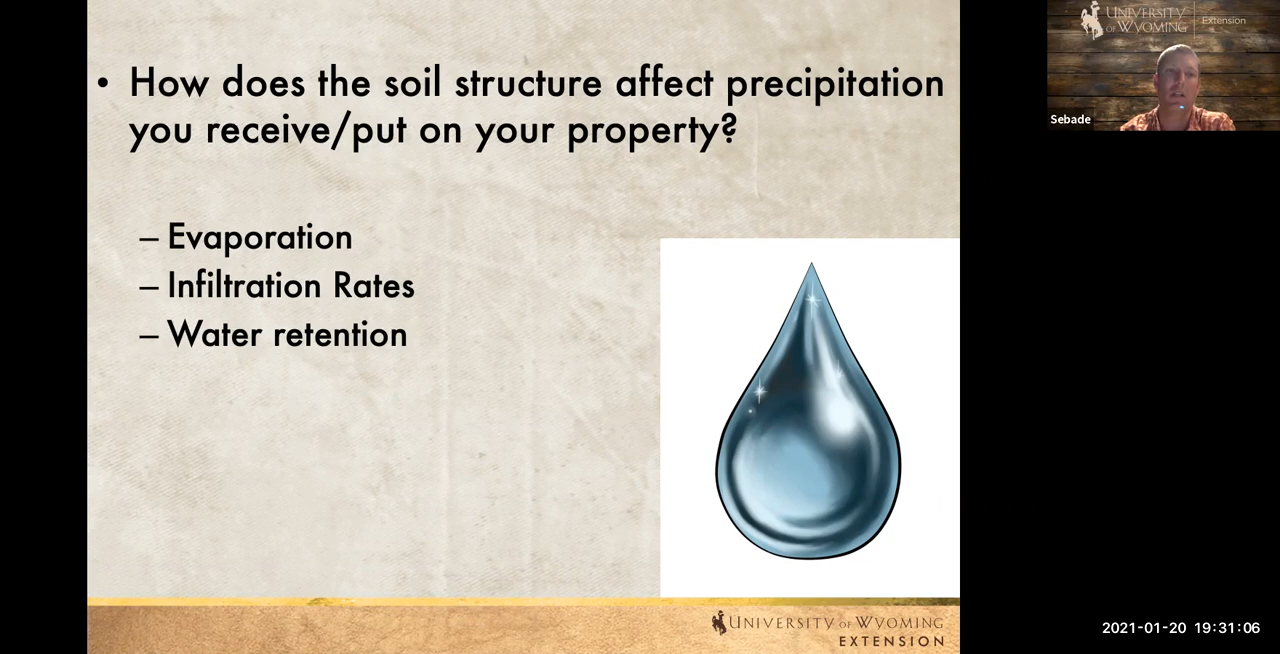 • How does the soil structure affect precipitation
you receive/put on your property?
– Evaporation
– Infiltration Rates
– Water retention
UNIVERSITY OF WYOMING
EXTENSION
UNIVERSITY
OF WYOMING
Extension
Sebade
2021-01-20 19:31:06